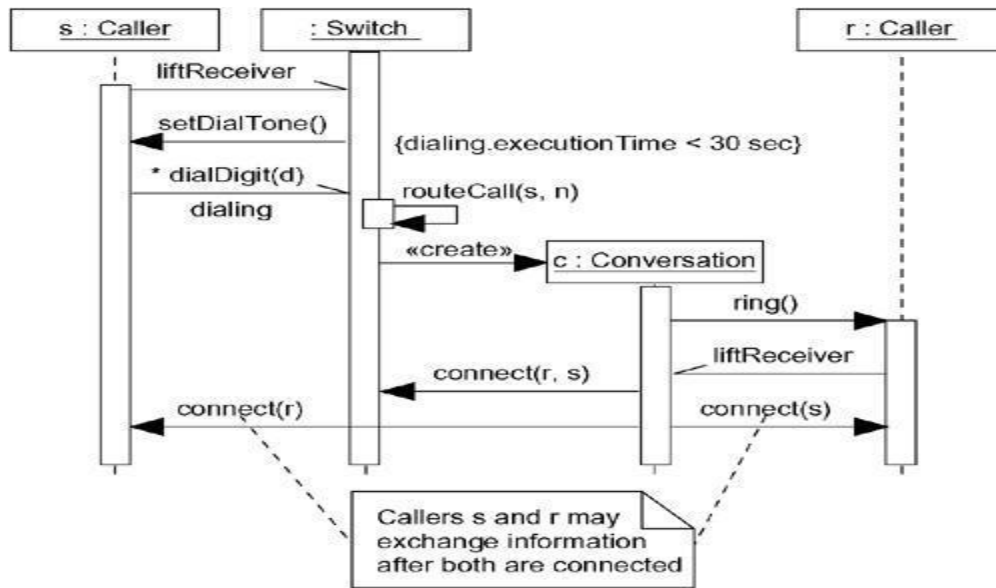 s : Caller
: Switch
r : Caller
liftReceiver
setDialTone()
{dialing.executionTime < 30 sec}
* dialDigit(d)
dialing
routeCall(s, n)
«create»
c : Conversation
ring()
liftReceiver
connect(r, s)
connect(r)
connect(s)
Callers s and r may
exchange information
after both are connected